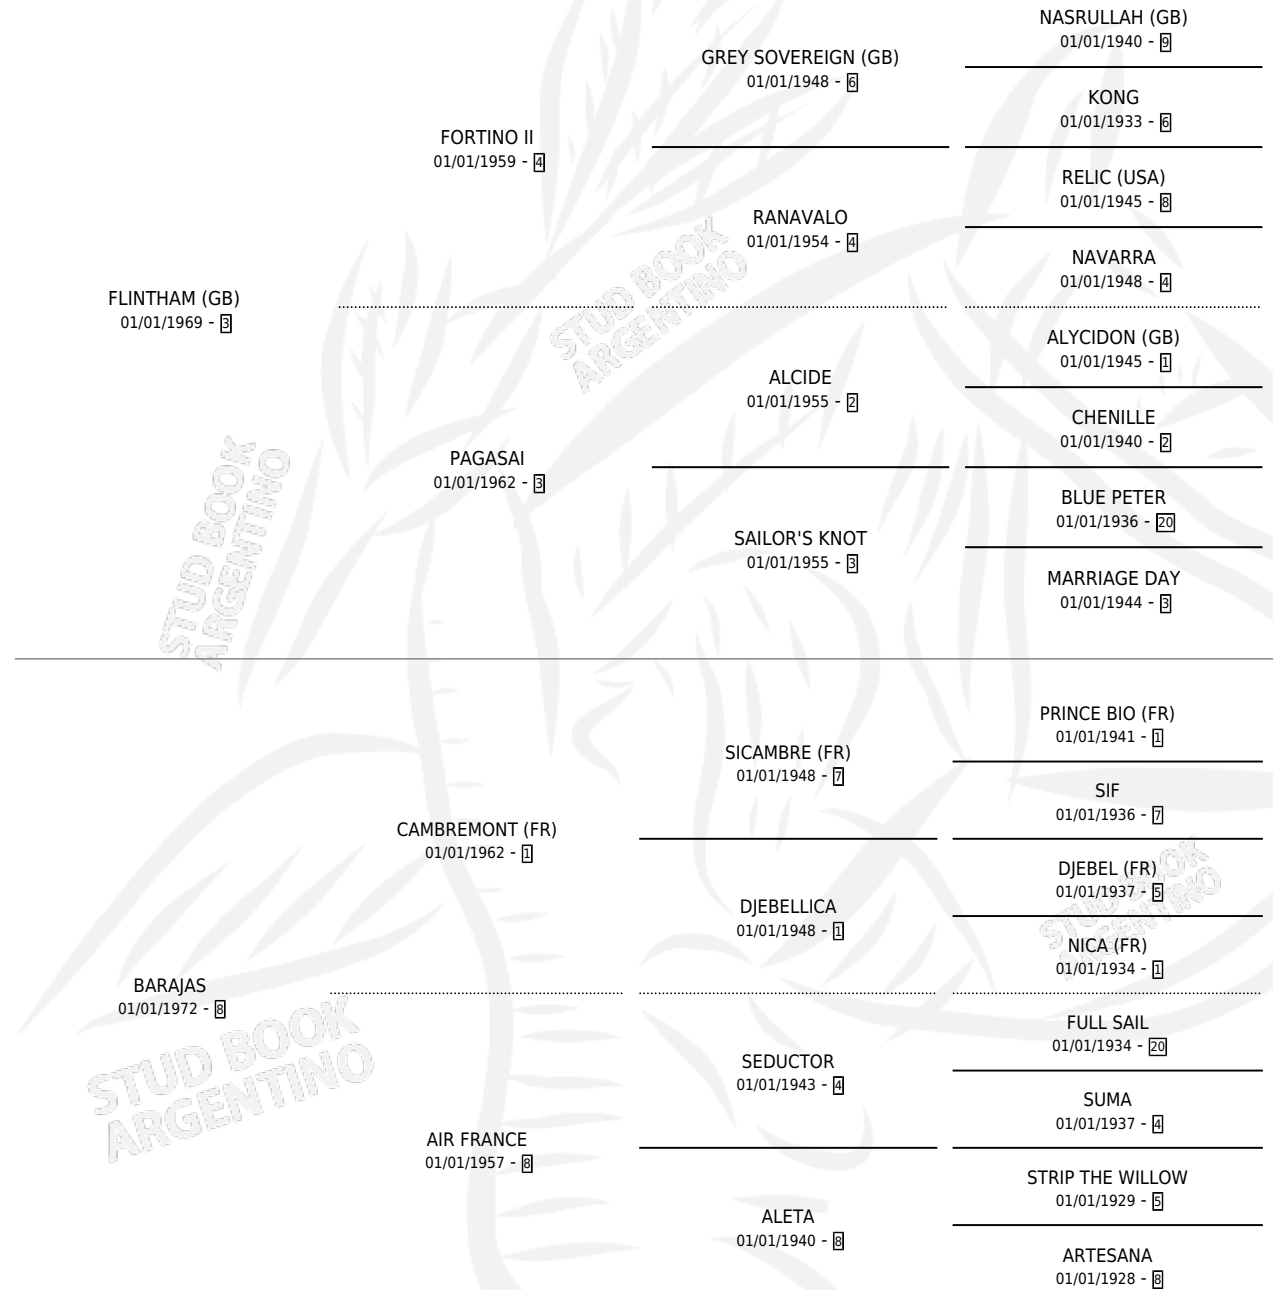 NASRULLAH (GB)
01/01/1940 - 9
GREY SOVEREIGN (GB)
01/01/1948 - 6
KONG
01/01/1933 - 6
FORTINO II
01/01/1959 - 4
RELIC (USA)
01/01/1945 - 8
RANAVALO
01/01/1954 - 4
NAVARRA
01/01/1948 - 4
FLINTHAM (GB)
01/01/1969 - 3
ALYCIDON (GB)
01/01/1945 - 1
ALCIDE
01/01/1955 - 2
CHENILLE
01/01/1940 - 2
PAGASAI
01/01/1962 - 3
BLUE PETER
01/01/1936 - 20
SAILOR'S KNOT
01/01/1955 - 3
MARRIAGE DAY
01/01/1944 - 3
STUD BOOK
ARGENTINO
STUD BOOK
ARGENTINO
PRINCE BIO (FR)
01/01/1941 - 1
SICAMBRE (FR)
01/01/1948 - 7
SIF
01/01/1936 - 7
CAMBREMONT (FR)
01/01/1962 - 1
DJEBEL (FR)
01/01/1937 - 5
DJEBELLICA
01/01/1948 - 1
NICA (FR)
01/01/1934 - 1
STUD BOOK
ARGENTINO
BARAJAS
01/01/1972 - 8
FULL SAIL
01/01/1934 - 20
SEDUCTOR
01/01/1943 - 4
SUMA
01/01/1937 - 4
AIR FRANCE
01/01/1957 - 8
STRIP THE WILLOW
01/01/1929 - 5
ALETA
01/01/1940 - 8
ARTESANA
01/01/1928 - 8
STUD BOOK
ARGENTINO